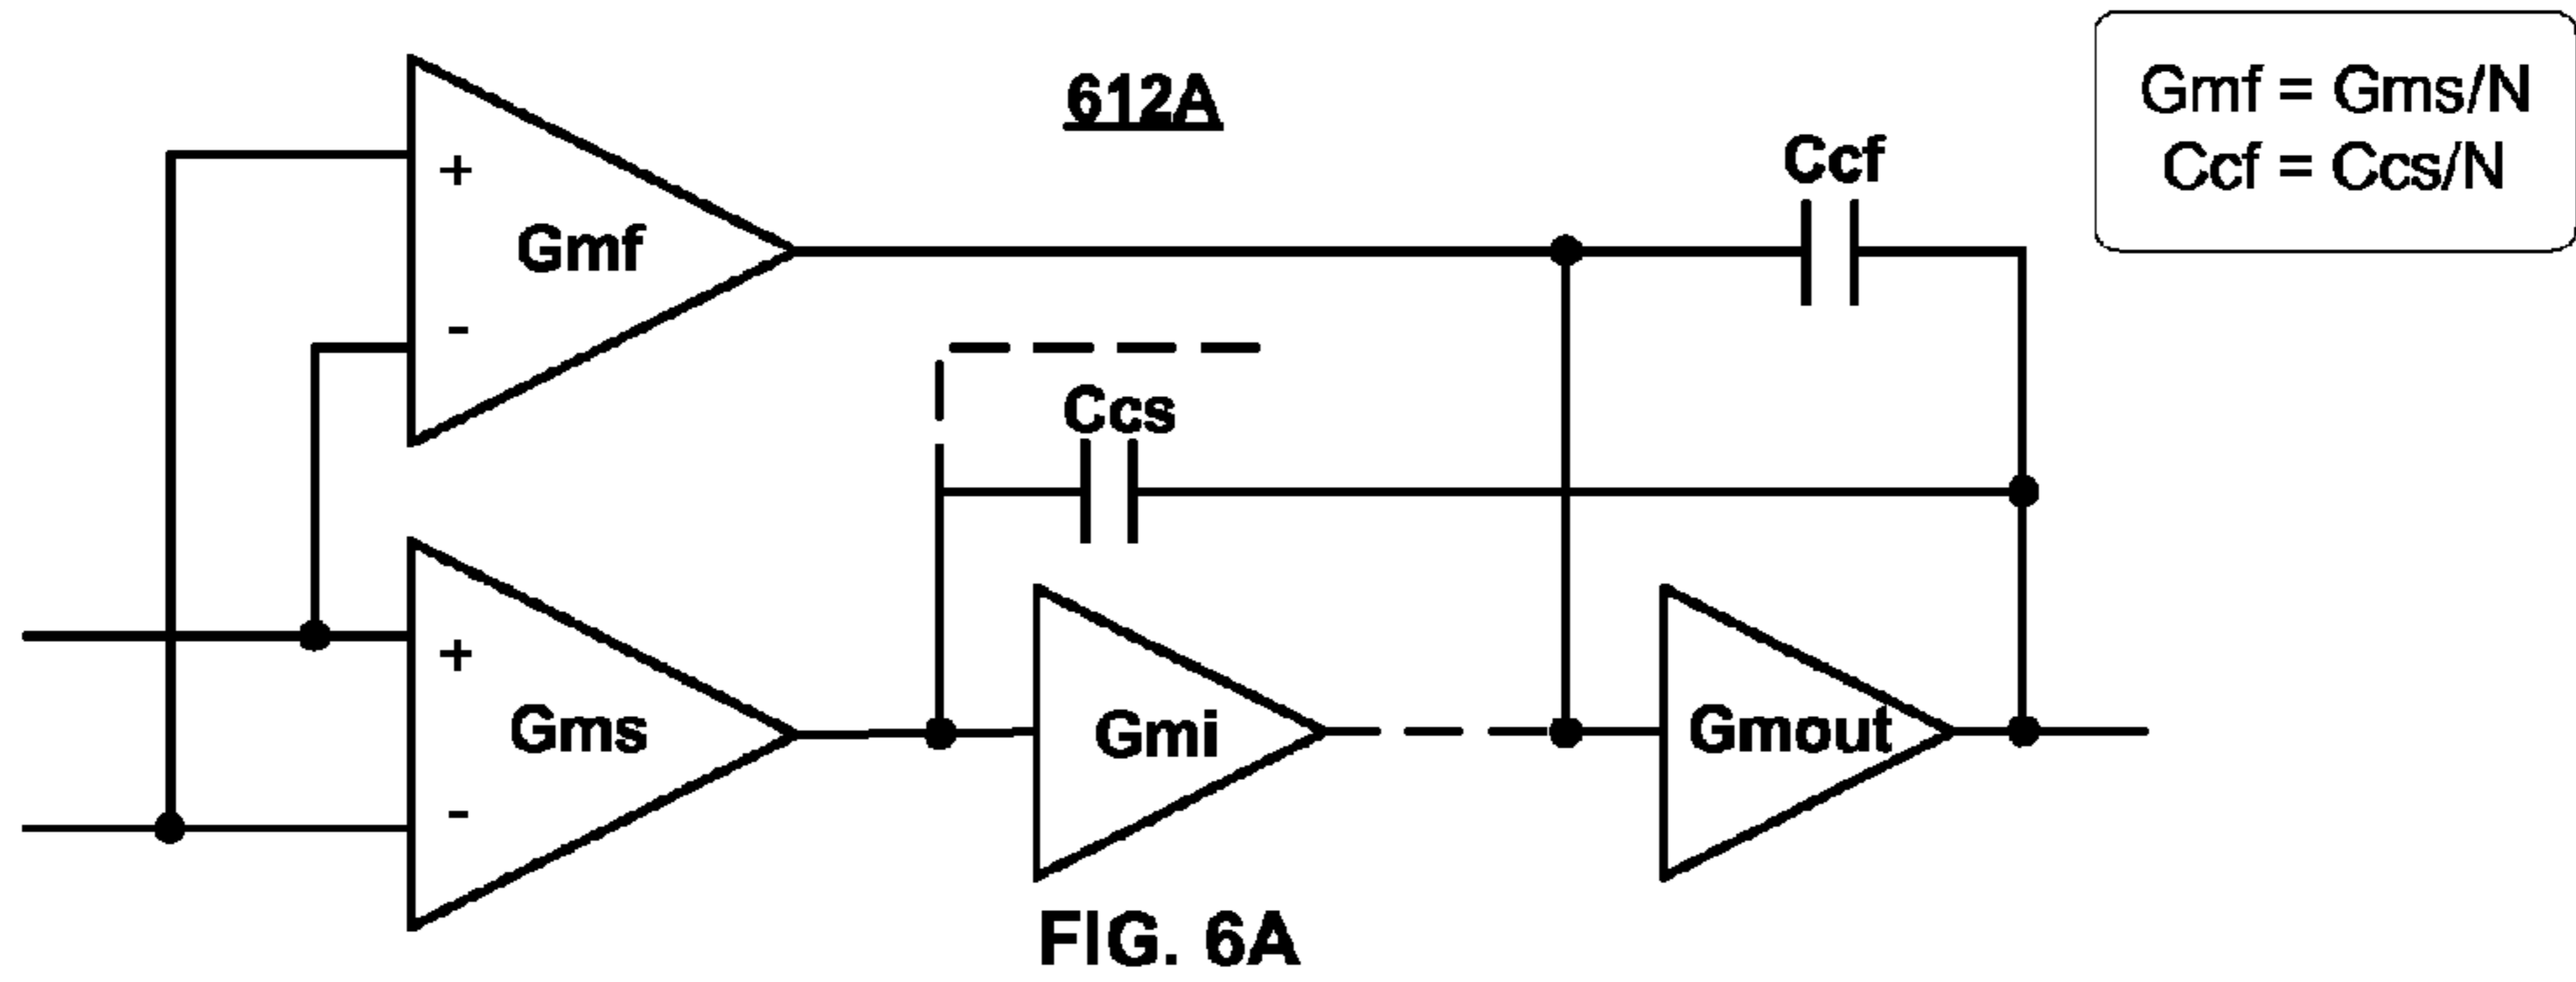 612A
Gmf = Gms/N
Ccf = Ccs/N
Ccf
+
Gmf
-
Ccs
+
Gms
-
Gmi
Gmout
FIG. 6A